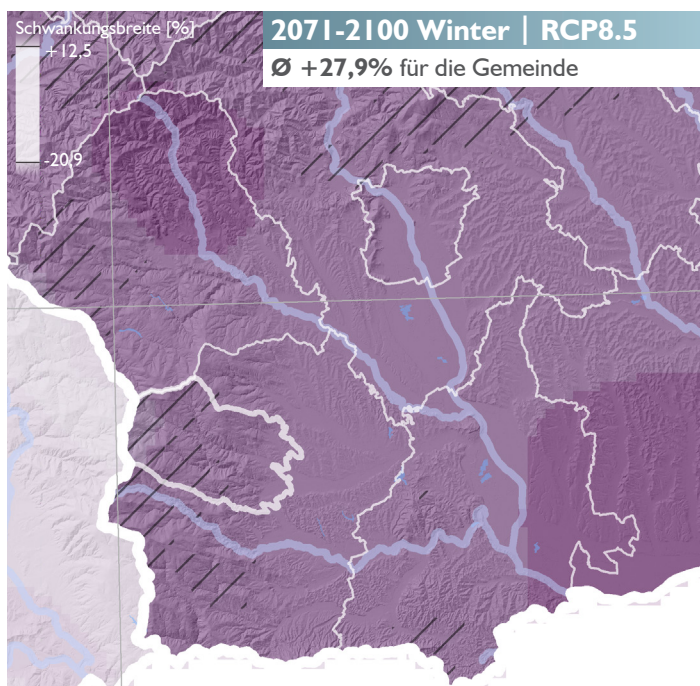 Schwankungsbreite [%]
+12,5
-20,9
2071-2100 Winter | RCP8.5
Ø +27,9% für die Gemeinde